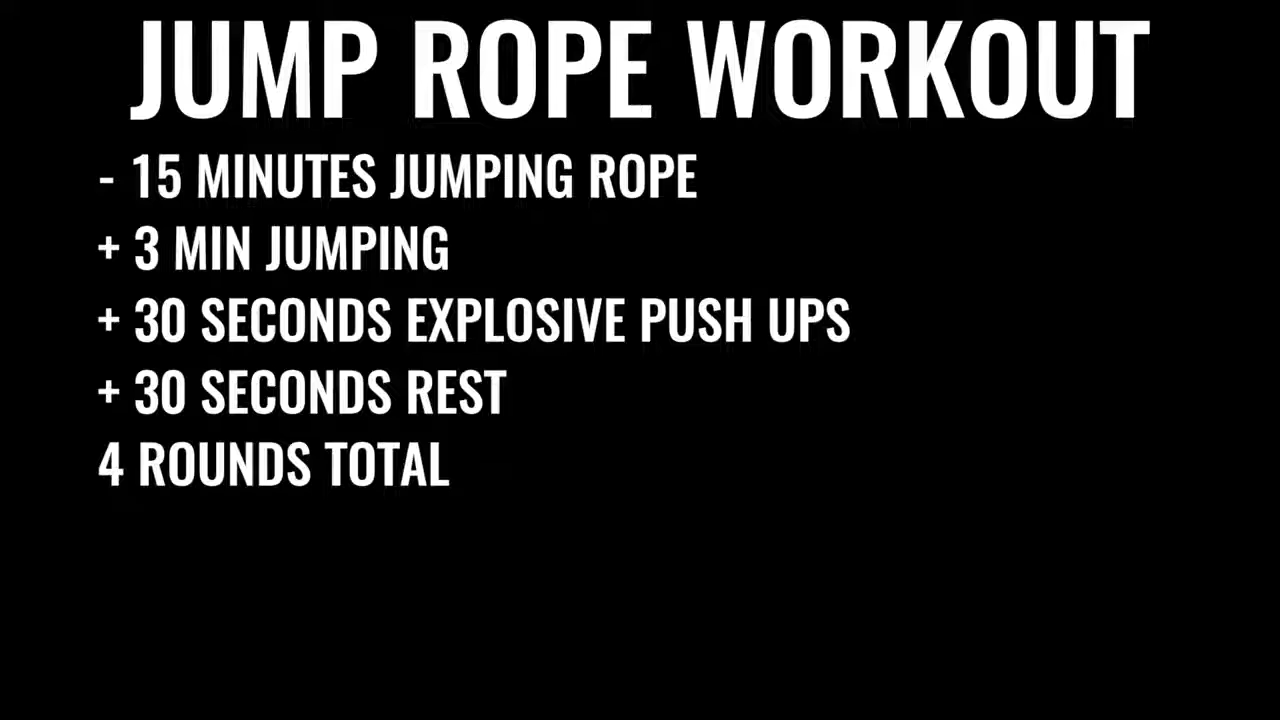 JUMP ROPE WORKOUT
- 15 MINUTES JUMPING ROPE
+ 3 MIN JUMPING
+ 30 SECONDS EXPLOSIVE PUSH UPS
+ 30 SECONDS REST
4 ROUNDS TOTAL